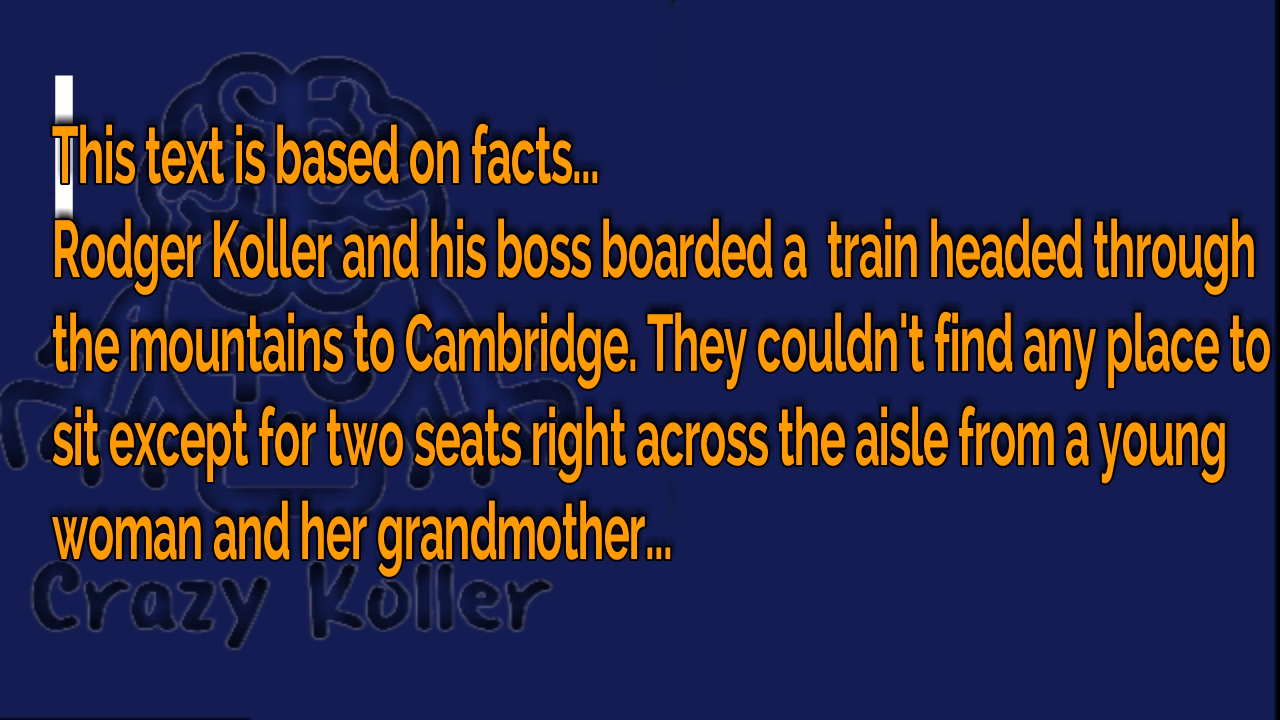 This text is based on facts...
Rodger Koller and his boss boarded a  train headed through
the mountains to Cambridge. They couldn't find any place to
sit except for two seats right across the aisle from a young
woman and her grandmother...
Crazy Koller